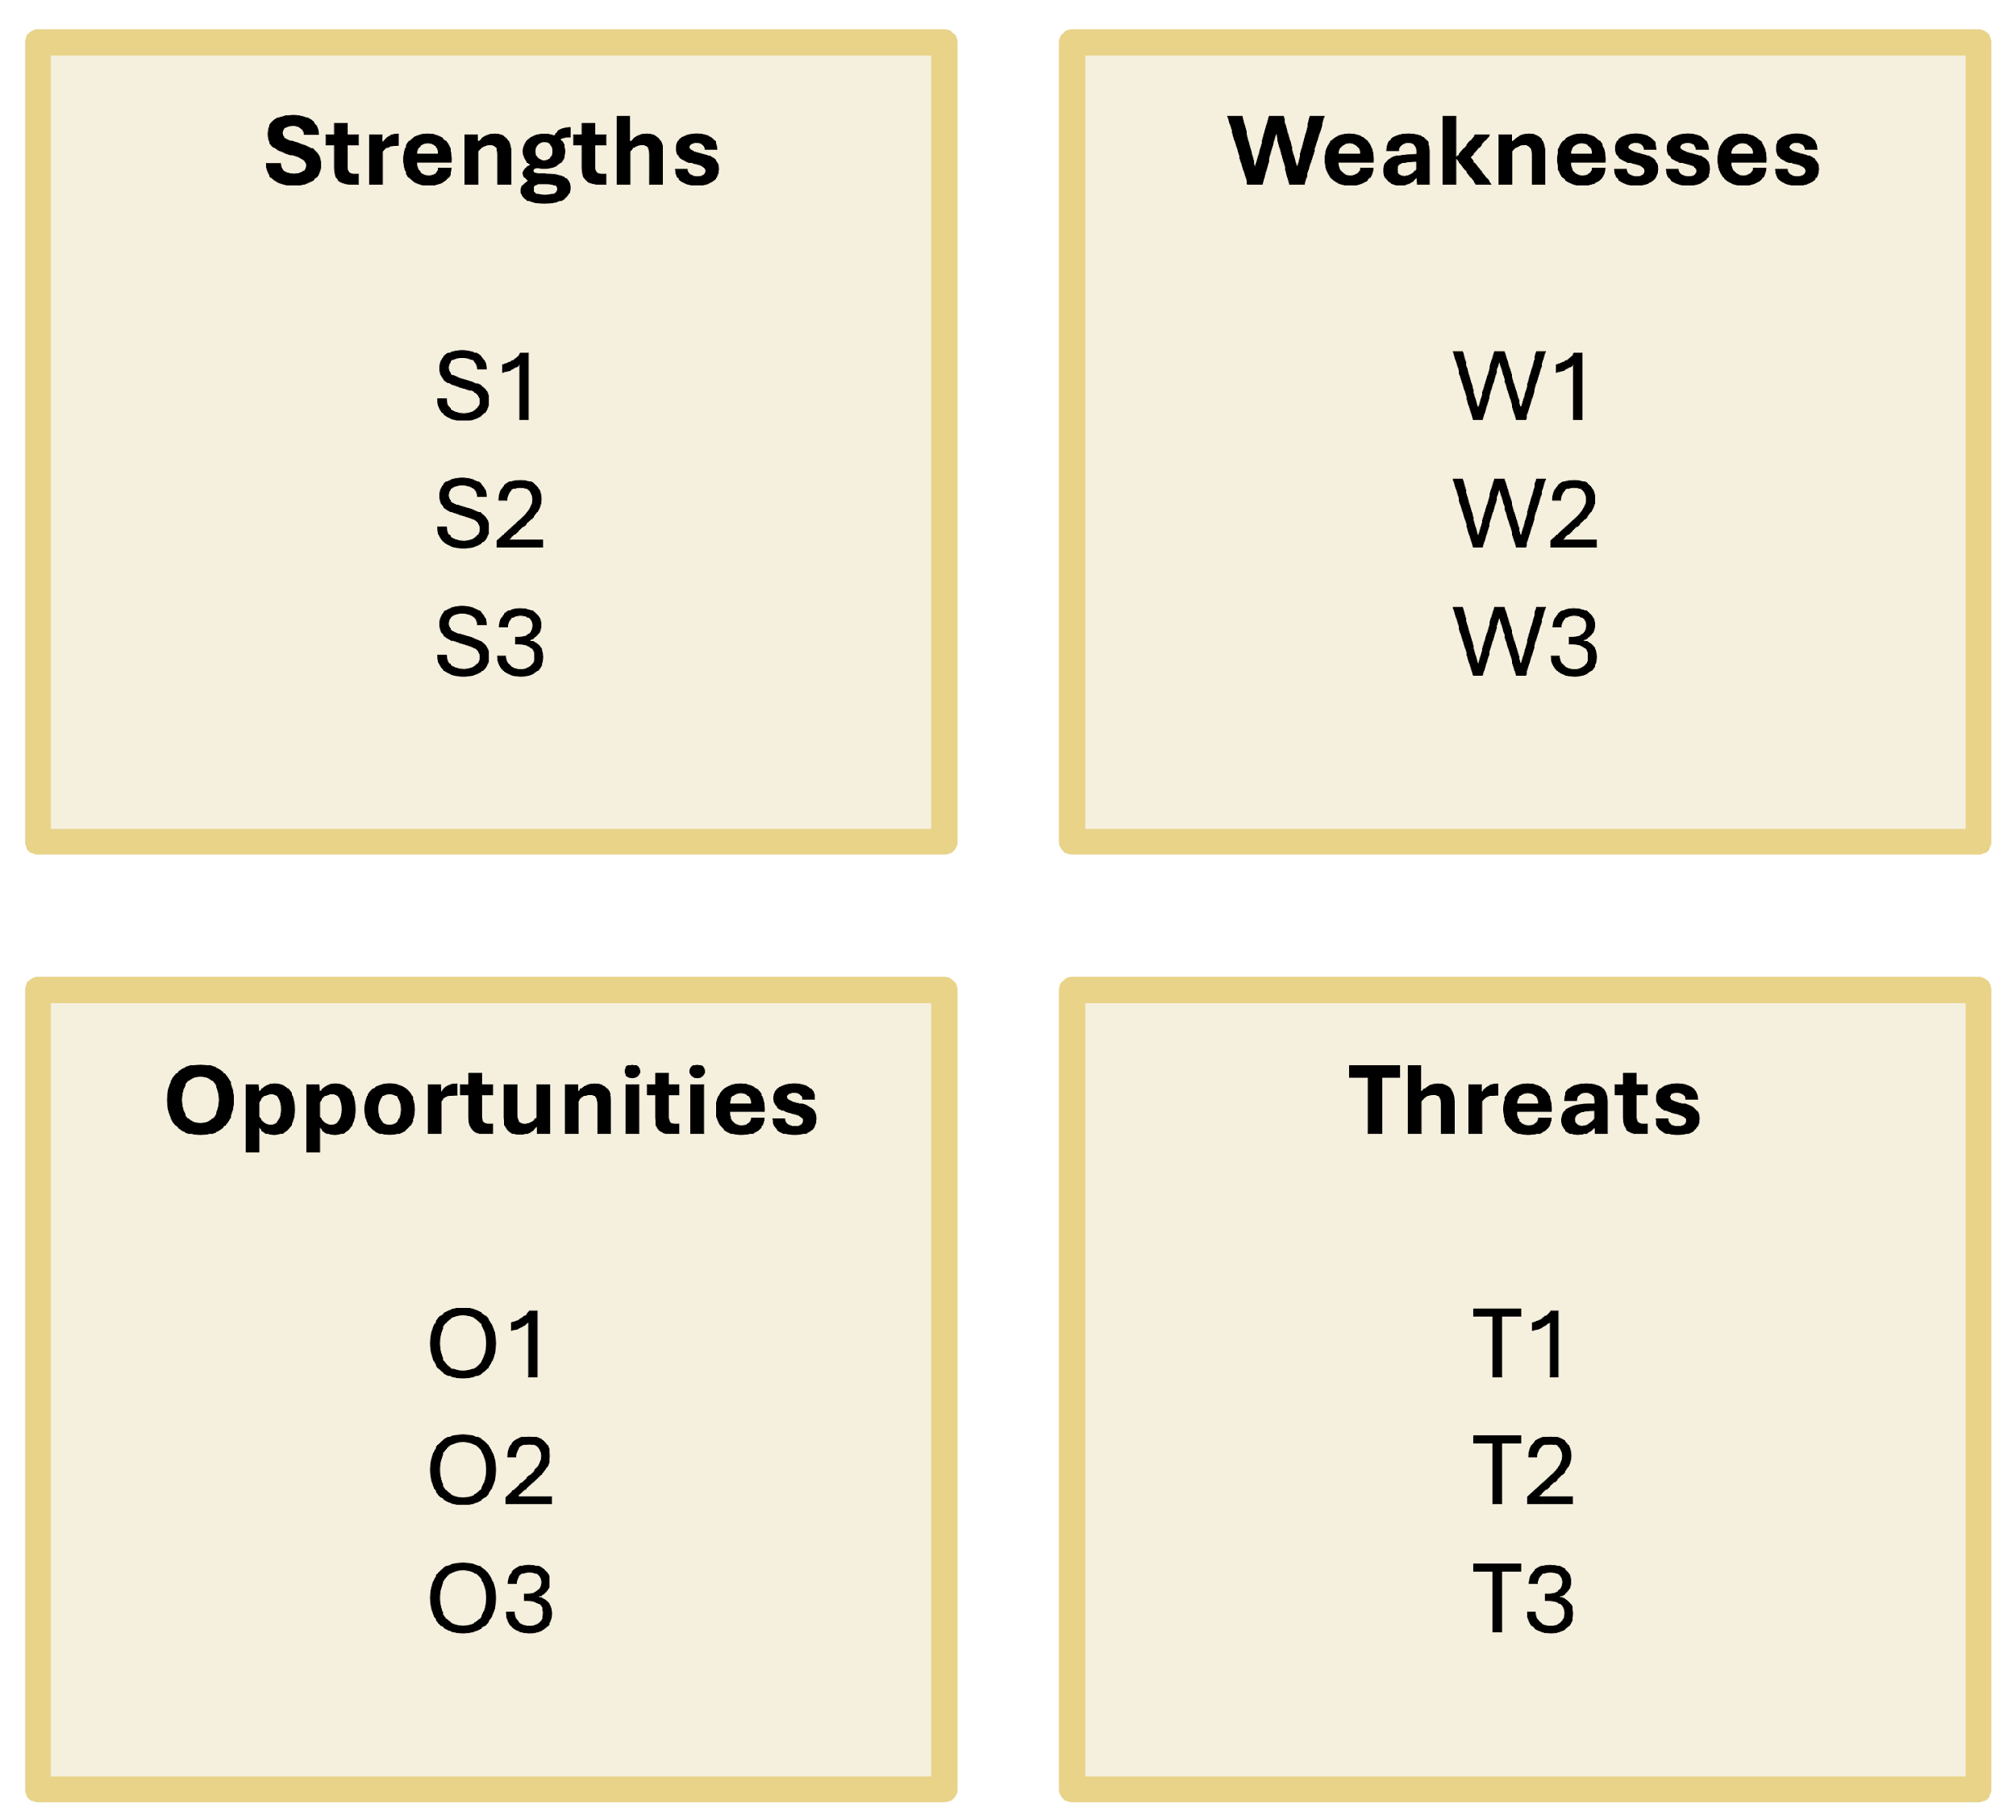 Strengths
S1
S2
S3
Weaknesses
W1
W2
W3
Opportunities
O1
O2
O3
Threats
T1
T2
T3